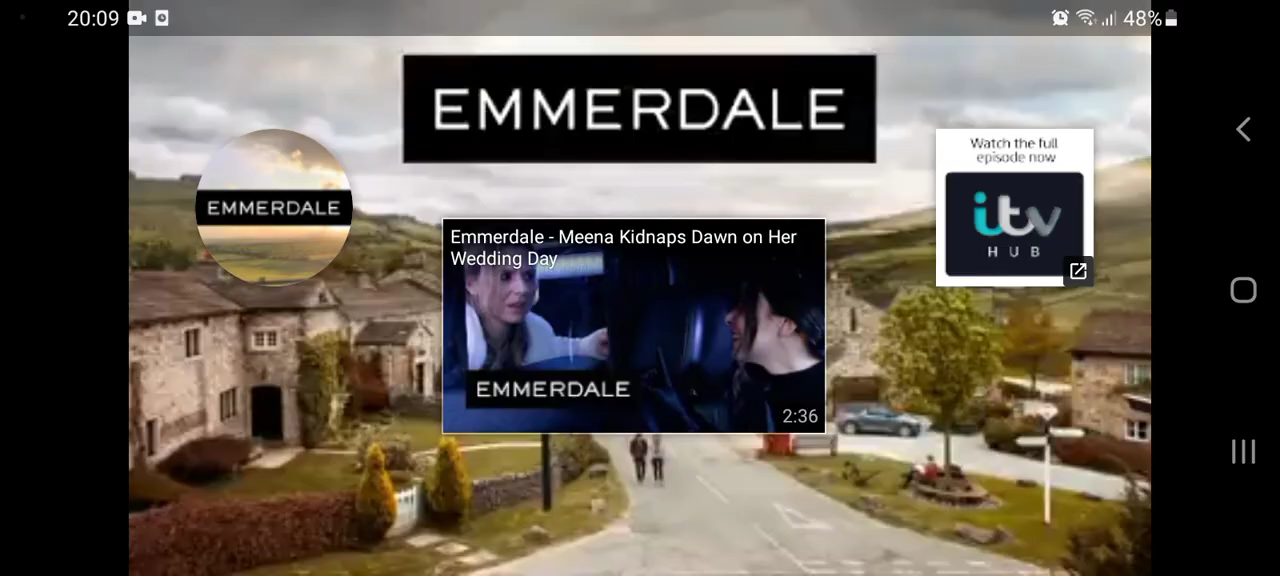 20:09
48%
EMMERDALE
Watch the full
episode now
itv
HUB
EMMERDALE
Emmerdale - Meena Kidnaps Dawn on Her
Wedding Day
EMMERDALE
2:36